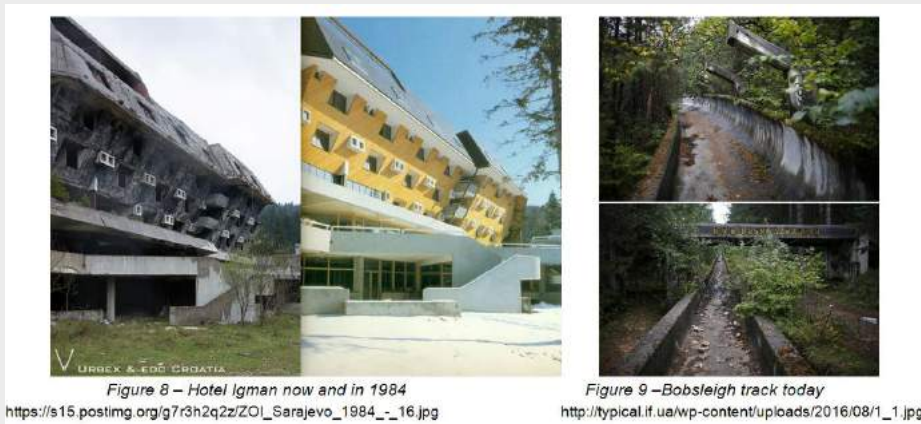 V URBEX & EDO CROATIA
Figure 8 – Hotel Igman now and in 1984
https://s15.postimg.org/g7r3h2q2z/ZOI_Sarajevo_1984_-_16.jpg
Figure 9 –Bobsleigh track today
http://typical.if.ua/wp-content/uploads/2016/08/1_1.jpg